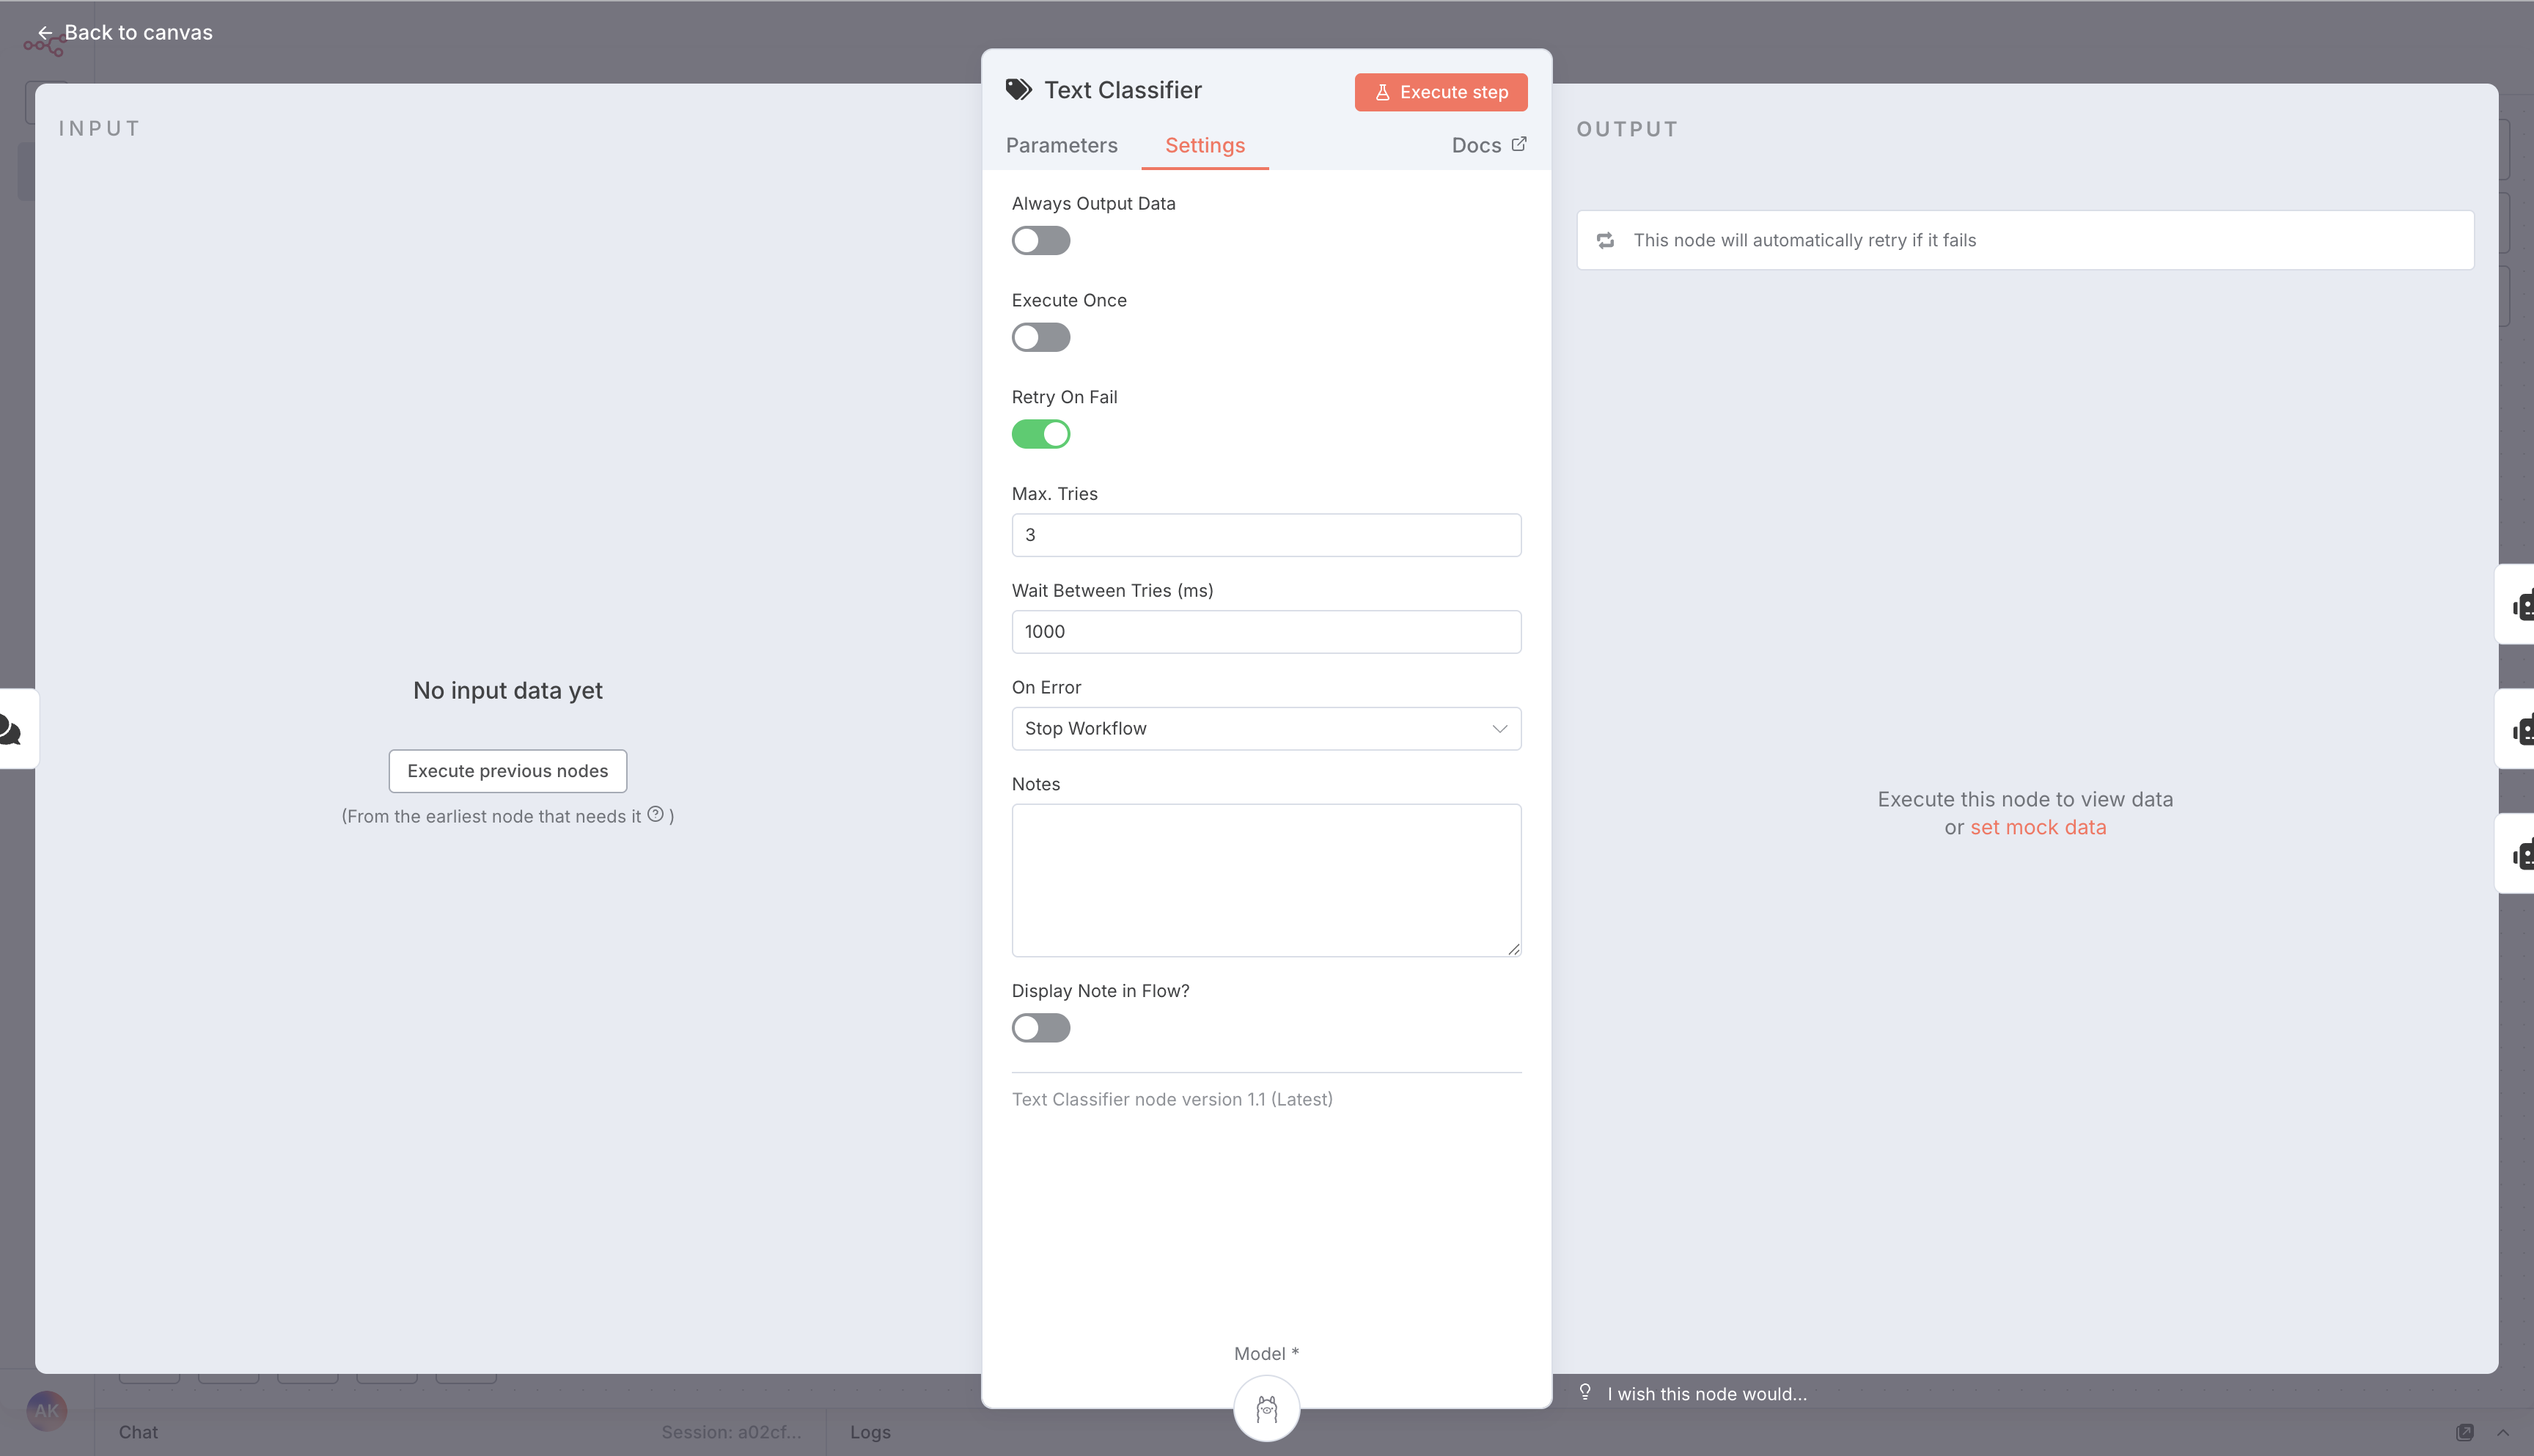 Back to canvas
INPUT
No input data yet
Execute previous nodes
(From the earliest node that needs it ? )
Text Classifier
Execute step
Parameters
Settings
Docs
Always Output Data
Execute Once
Retry On Fail
Max. Tries
3
Wait Between Tries (ms)
1000
On Error
Stop Workflow
Notes
Display Note in Flow?
Text Classifier node version 1.1 (Latest)
Model *
OUTPUT
This node will automatically retry if it fails
Execute this node to view data
or set mock data
I wish this node would...
AK
Chat
Session: a02cf...
Logs